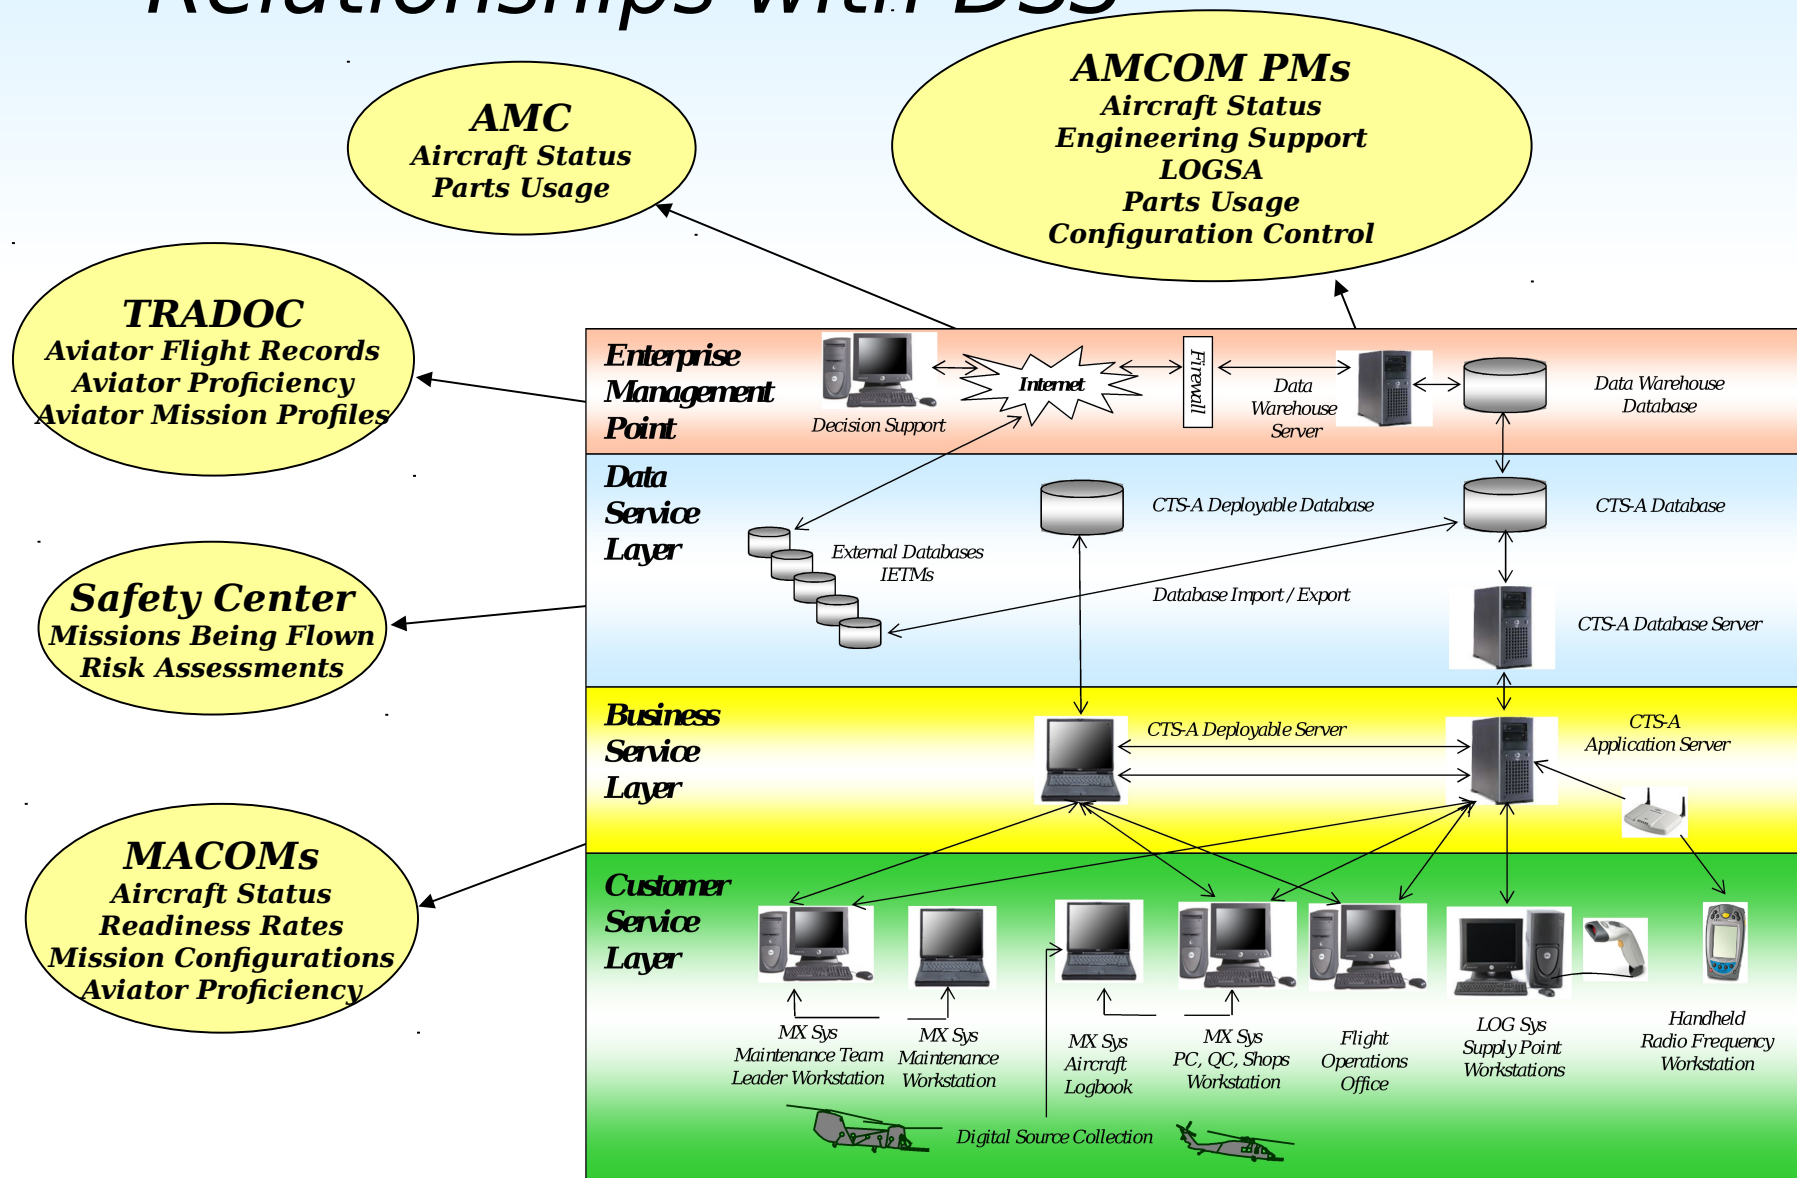 Relationships with DSS
AMC
Aircraft Status
Parts Usage
AMCOM PMs
Aircraft Status
Engineering Support
LOGSA
Parts Usage
Configuration Control
TRADOC
Aviator Flight Records
Aviator Proficiency
Aviator Mission Profiles
Safety Center
Missions Being Flown
Risk Assessments
MACOMs
Aircraft Status
Readiness Rates
Mission Configurations
Aviator Proficiency
Enterprise
Management
Point
Decision Support
Internet
Firewall
Data
Warehouse
Server
Data Warehouse
Database
Data
Service
Layer
External Databases
IETMs
CTS-A Deployable Database
CTS-A Database
Database Import / Export
CTS-A Database Server
Business
Service
Layer
CTS-A Deployable Server
CTS-A
Application Server
Customer
Service
Layer
MX Sys
Maintenance Team
Leader Workstation
MX Sys
Maintenance
Workstation
MX Sys
Aircraft
Logbook
MX Sys
PC, QC, Shops
Workstation
Flight
Operations
Office
LOG Sys
Supply Point
Workstations
Handheld
Radio Frequency
Workstation
Digital Source Collection